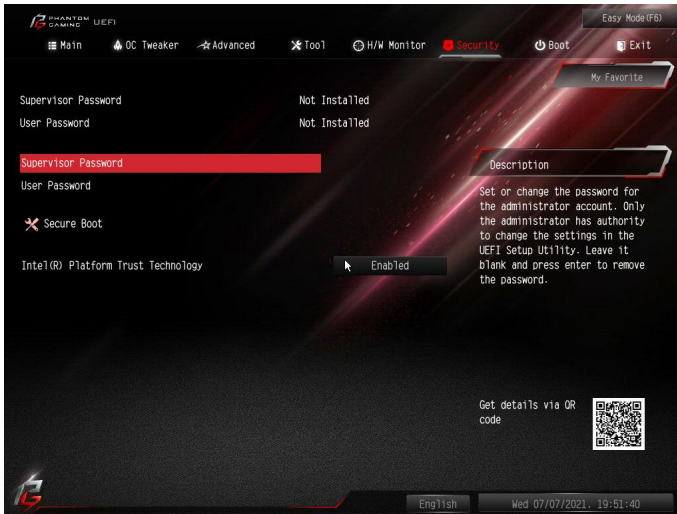 PHANTOM GAMING UEFI
Easy Mode(F6)
Main OC Tweaker Advanced Tool H/W Monitor Security Boot Exit
My Favorite
Supervisor Password Not Installed
User Password Not Installed
Supervisor Password
User Password
Secure Boot
Intel(R) Platform Trust Technology Enabled
Description
Set or change the password for
the administrator account. Only
the administrator has authority
to change the settings in the
UEFI Setup Utility. Leave it
blank and press enter to remove
the password.
Get details via QR
code
English
Wed 07/07/2021. 19:51:40